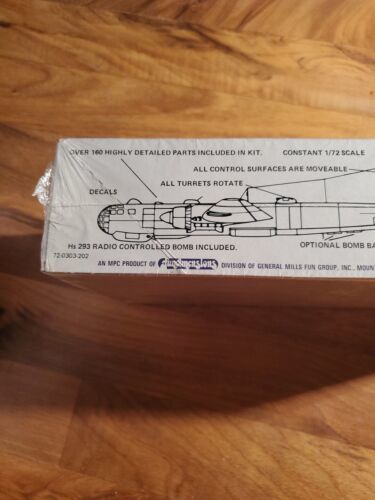 OVER 160 HIGHLY DETAILED PARTS INCLUDED IN KIT. CONSTANT 1/72 SCALE
ALL CONTROL SURFACES ARE MOVEABLE
ALL TURRETS ROTATE
DECALS
Hs 293 RADIO CONTROLLED BOMB INCLUDED. OPTIONAL BOMB BA
72-0303-202
AN MPC PRODUCT OF fundimensions DIVISION OF GENERAL MILLS FUN GROUP, INC., MOUN